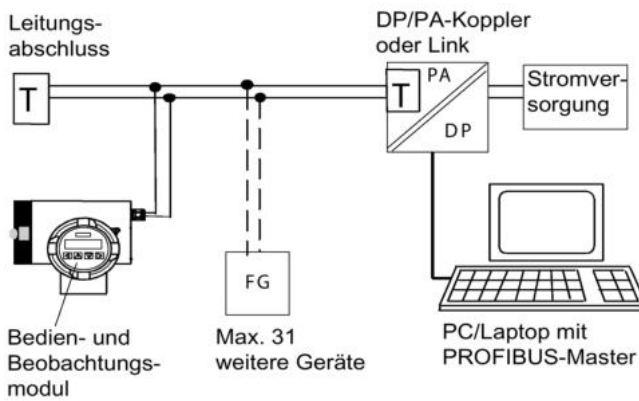 Leitungs-
abschluss
DP/PA-Koppler
oder Link
T
T
PA
DP
Stromver-
sorgung
FG
Bedien- und
Beobachtungs-
modul
Max. 31
weitere Geräte
PC/Laptop mit
PROFIBUS-Master